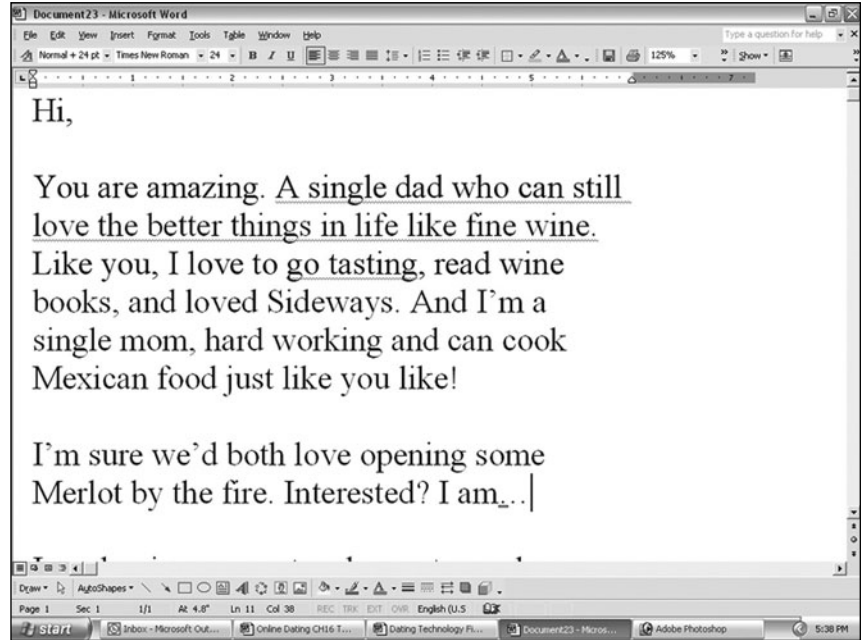 Document23 - Microsoft Word
File Edit View Insert Format Tools Table Window Help
Type a question for help
Normal + 24 pt Times New Roman 24 B I U 125% Show
1 2 3 4 5 7
Hi,
You are amazing. A single dad who can still
love the better things in life like fine wine.
Like you, I love to go tasting, read wine
books, and loved Sideways. And I’m a
single mom, hard working and can cook
Mexican food just like you like!
I’m sure we’d both love opening some
Merlot by the fire. Interested? I am…
Draw AutoShapes
Page 1 Sec 1 1/1 At 4.8" Ln 11 Col 38 REC TRK EXT OVR English (U.S
start Inbox - Microsoft Out... Online Dating CH16 T... Dating Technology Fi... Document23 - Micros... Adobe Photoshop 5:38 PM